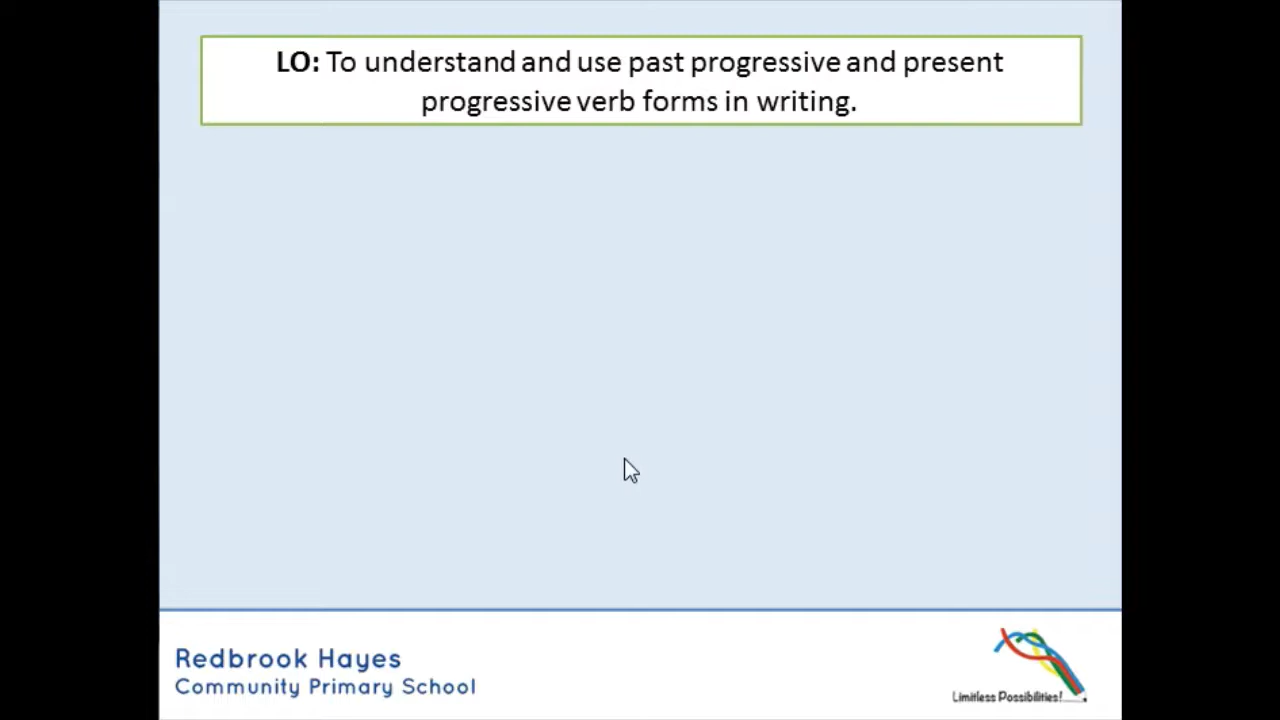 LO: To understand and use past progressive and present
progressive verb forms in writing.
Redbrook Hayes
Community Primary School
Limitless Possibilities!